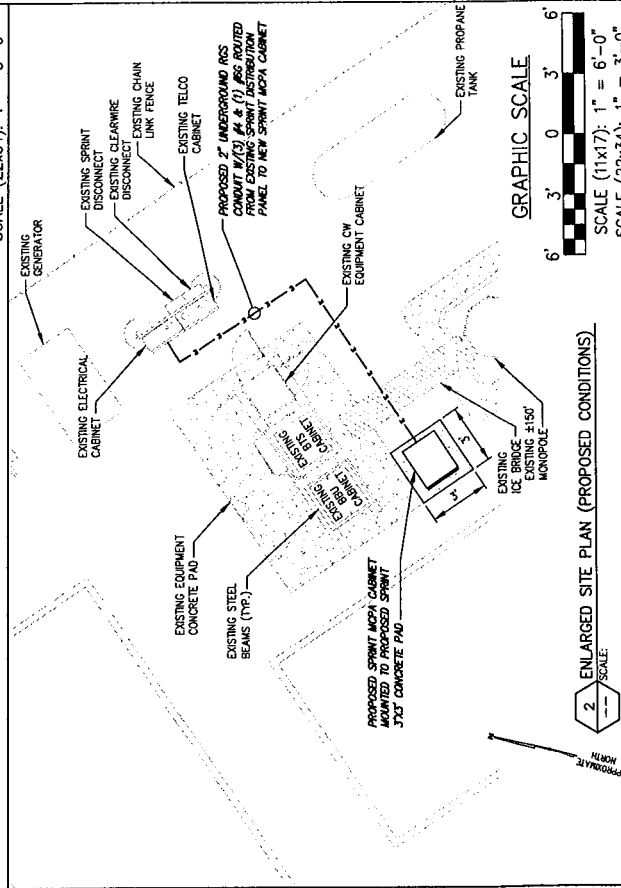 EXISTING
GENERATOR
EXISTING SPRINT
DISCONNECT
EXISTING CLEARWIRE
DISCONNECT
EXISTING CHAIN
LINK FENCE
EXISTING TELCO
CABINET
PROPOSED 2" UNDERGROUND RGS
CONDUIT W/(3) #4 & (1) #6G ROUTED
FROM EXISTING SPRINT DISTRIBUTION
PANEL TO NEW SPRINT MCPA CABINET
EXISTING PROPANE
TANK
EXISTING ELECTRICAL
CABINET
EXISTING CW
EQUIPMENT CABINET
EXISTING EQUIPMENT
CONCRETE PAD
EXISTING
BTS
CABINET
EXISTING
BBU
CABINET
EXISTING STEEL
BEAMS (TYP.)
PROPOSED SPRINT MCPA CABINET
MOUNTED TO PROPOSED SPRINT
3'X3' CONCRETE PAD
3'
3'
EXISTING
ICE BRIDGE
EXISTING ±150'
MONOPOLE
APPROXIMATE
NORTH
2
ENLARGED SITE PLAN (PROPOSED CONDITIONS)
SCALE:
GRAPHIC SCALE
6' 3' 0 3' 6'
SCALE (11x17): 1" = 6'-0"
SCALE (22x34): 1" = 3'-0"